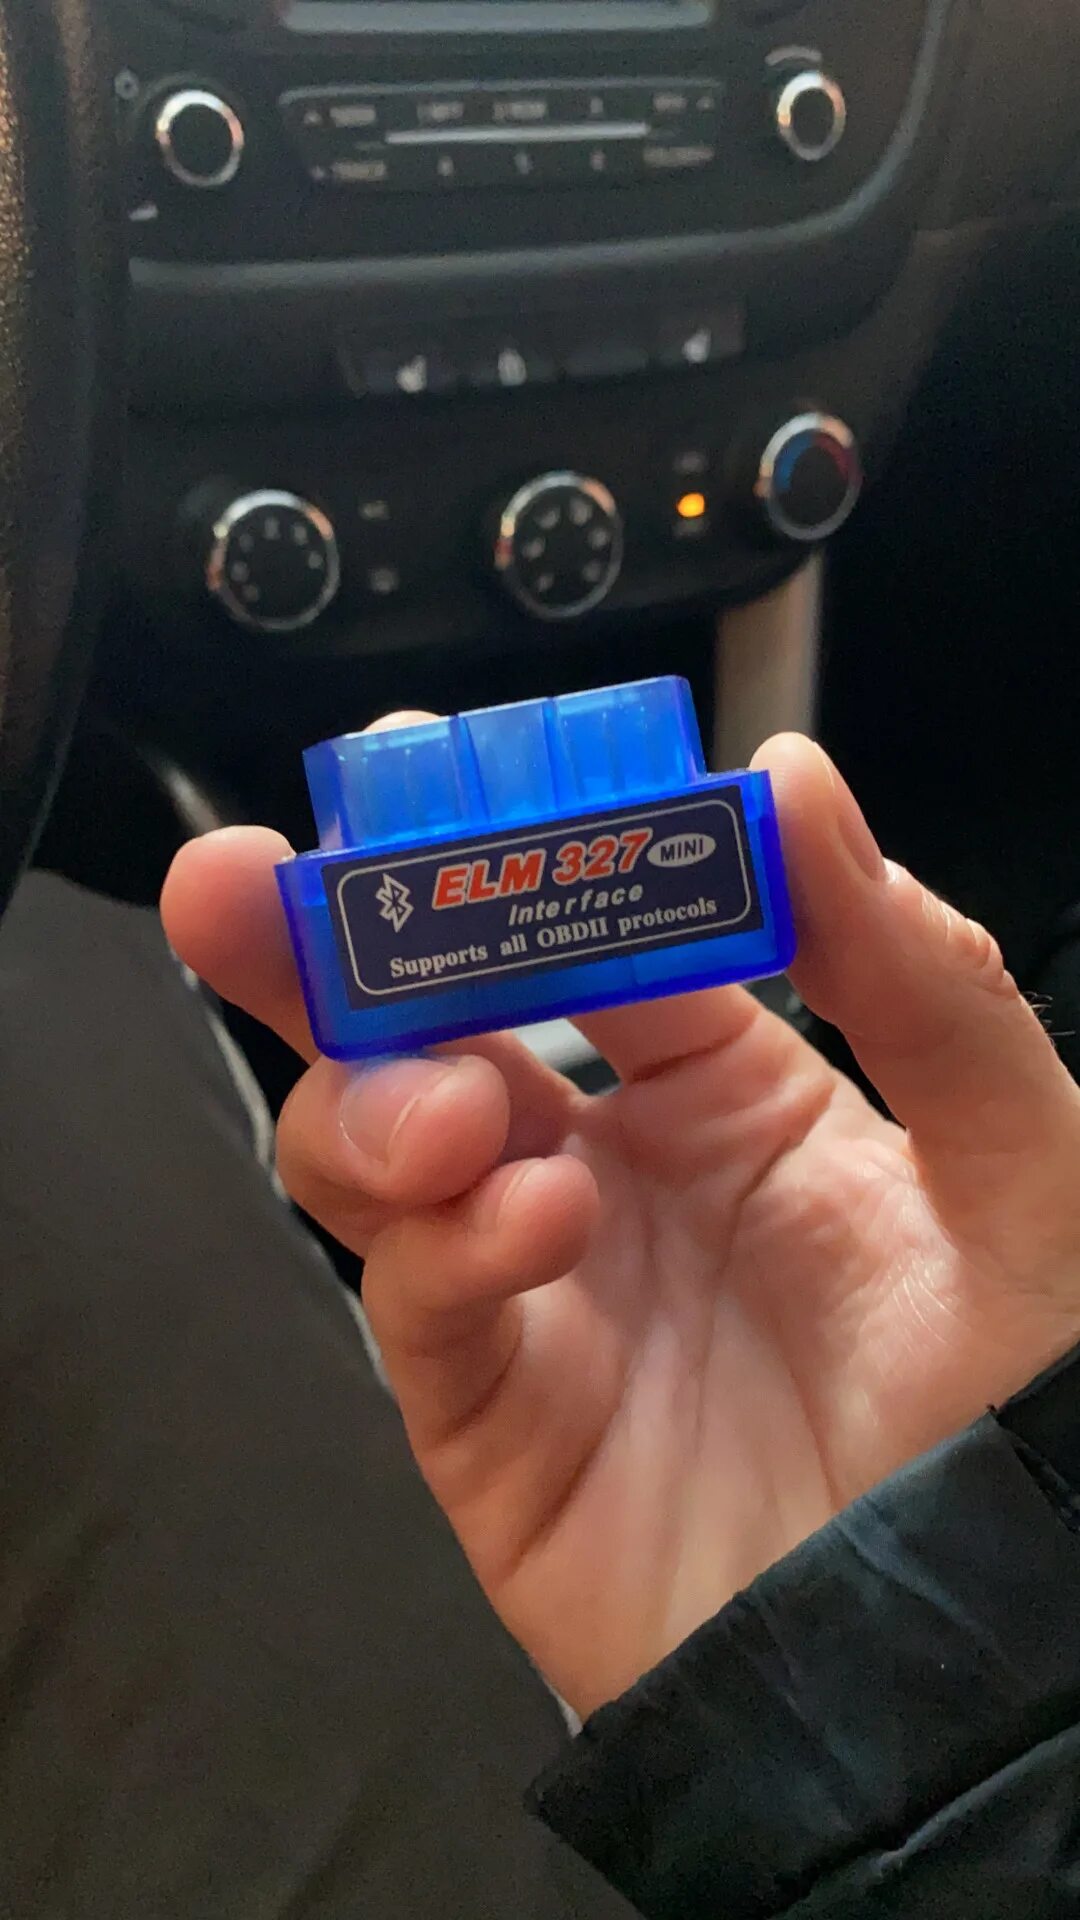 ELM 327 MINI
Interface
Supports all OBDII protocols